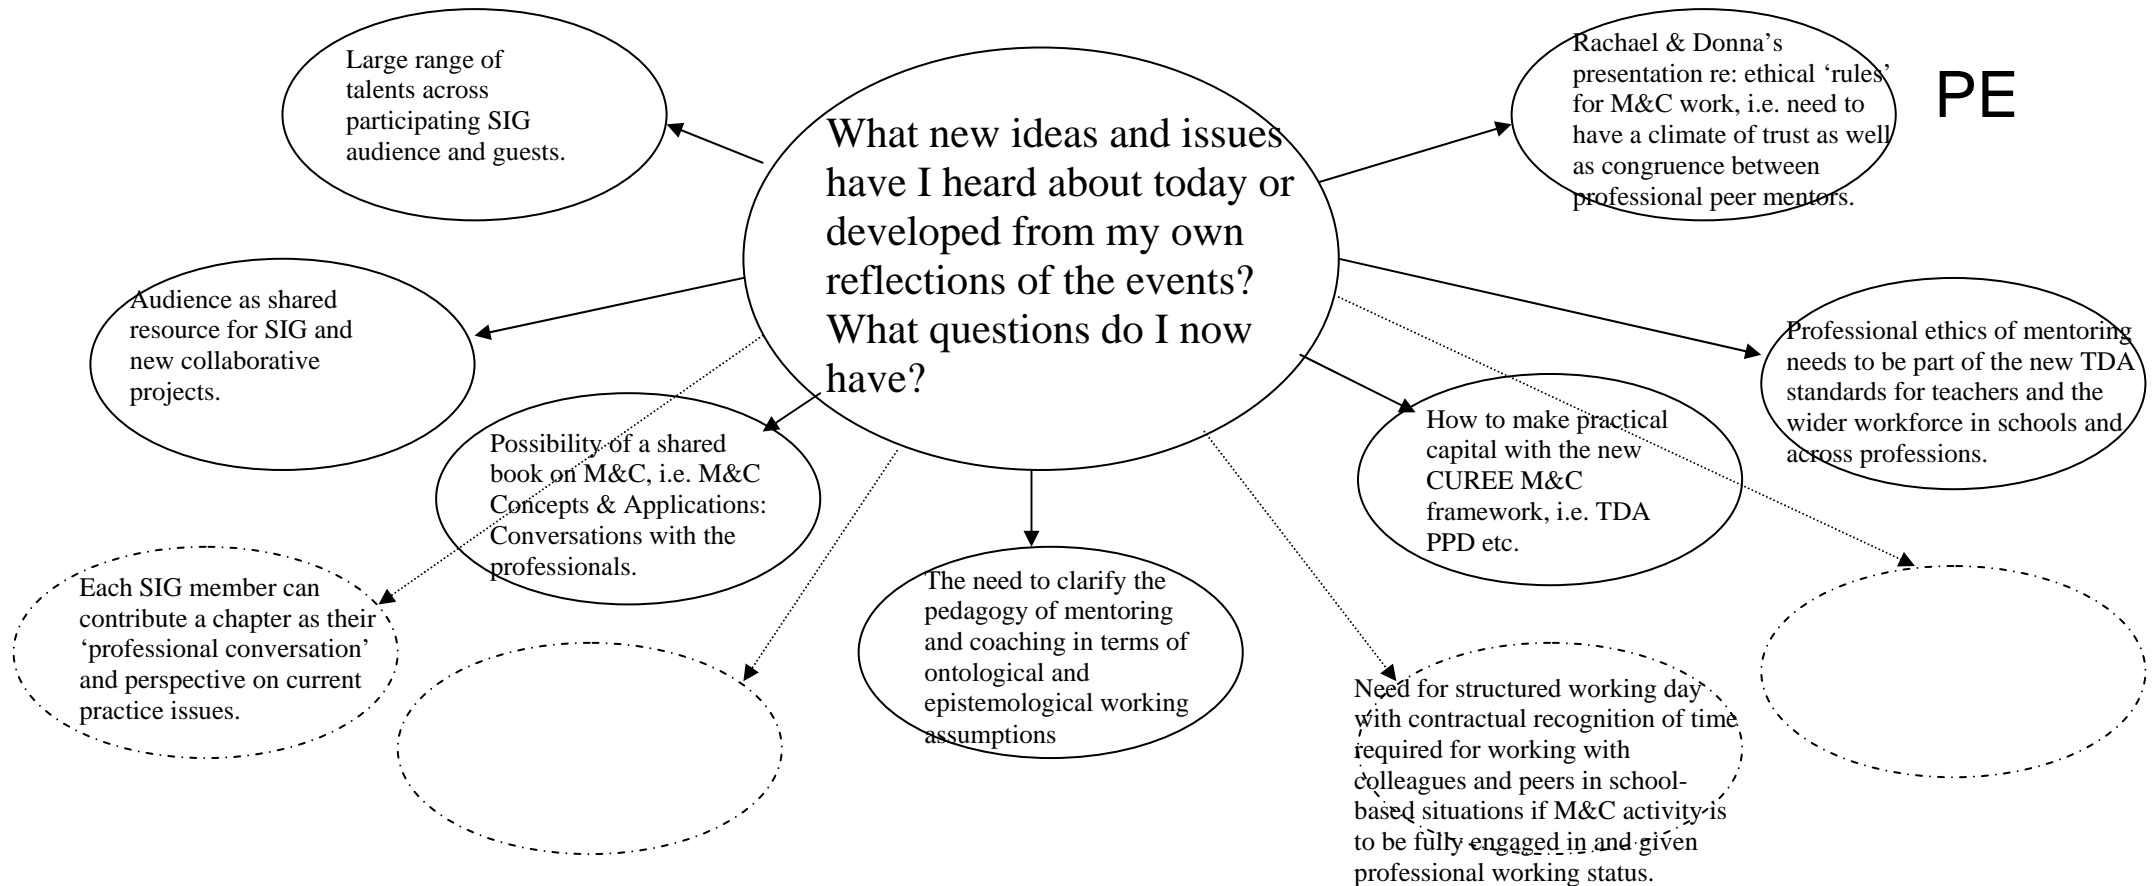 Large range of
talents across
participating SIG
audience and guests.
What new ideas and issues
have I heard about today or
developed from my own
reflections of the events?
What questions do I now
have?
Rachael & Donna’s
presentation re: ethical ‘rules’
for M&C work, i.e. need to
have a climate of trust as well
as congruence between
professional peer mentors.
PE
Audience as shared
resource for SIG and
new collaborative
projects.
Professional ethics of mentoring
needs to be part of the new TDA
standards for teachers and the
wider workforce in schools and
across professions.
Possibility of a shared
book on M&C, i.e. M&C
Concepts & Applications:
Conversations with the
professionals.
How to make practical
capital with the new
CUREE M&C
framework, i.e. TDA
PPD etc.
Each SIG member can
contribute a chapter as their
‘professional conversation’
and perspective on current
practice issues.
The need to clarify the
pedagogy of mentoring
and coaching in terms of
ontological and
epistemological working
assumptions
Need for structured working day
with contractual recognition of time
required for working with
colleagues and peers in school-
based situations if M&C activity is
to be fully engaged in and given
professional working status.